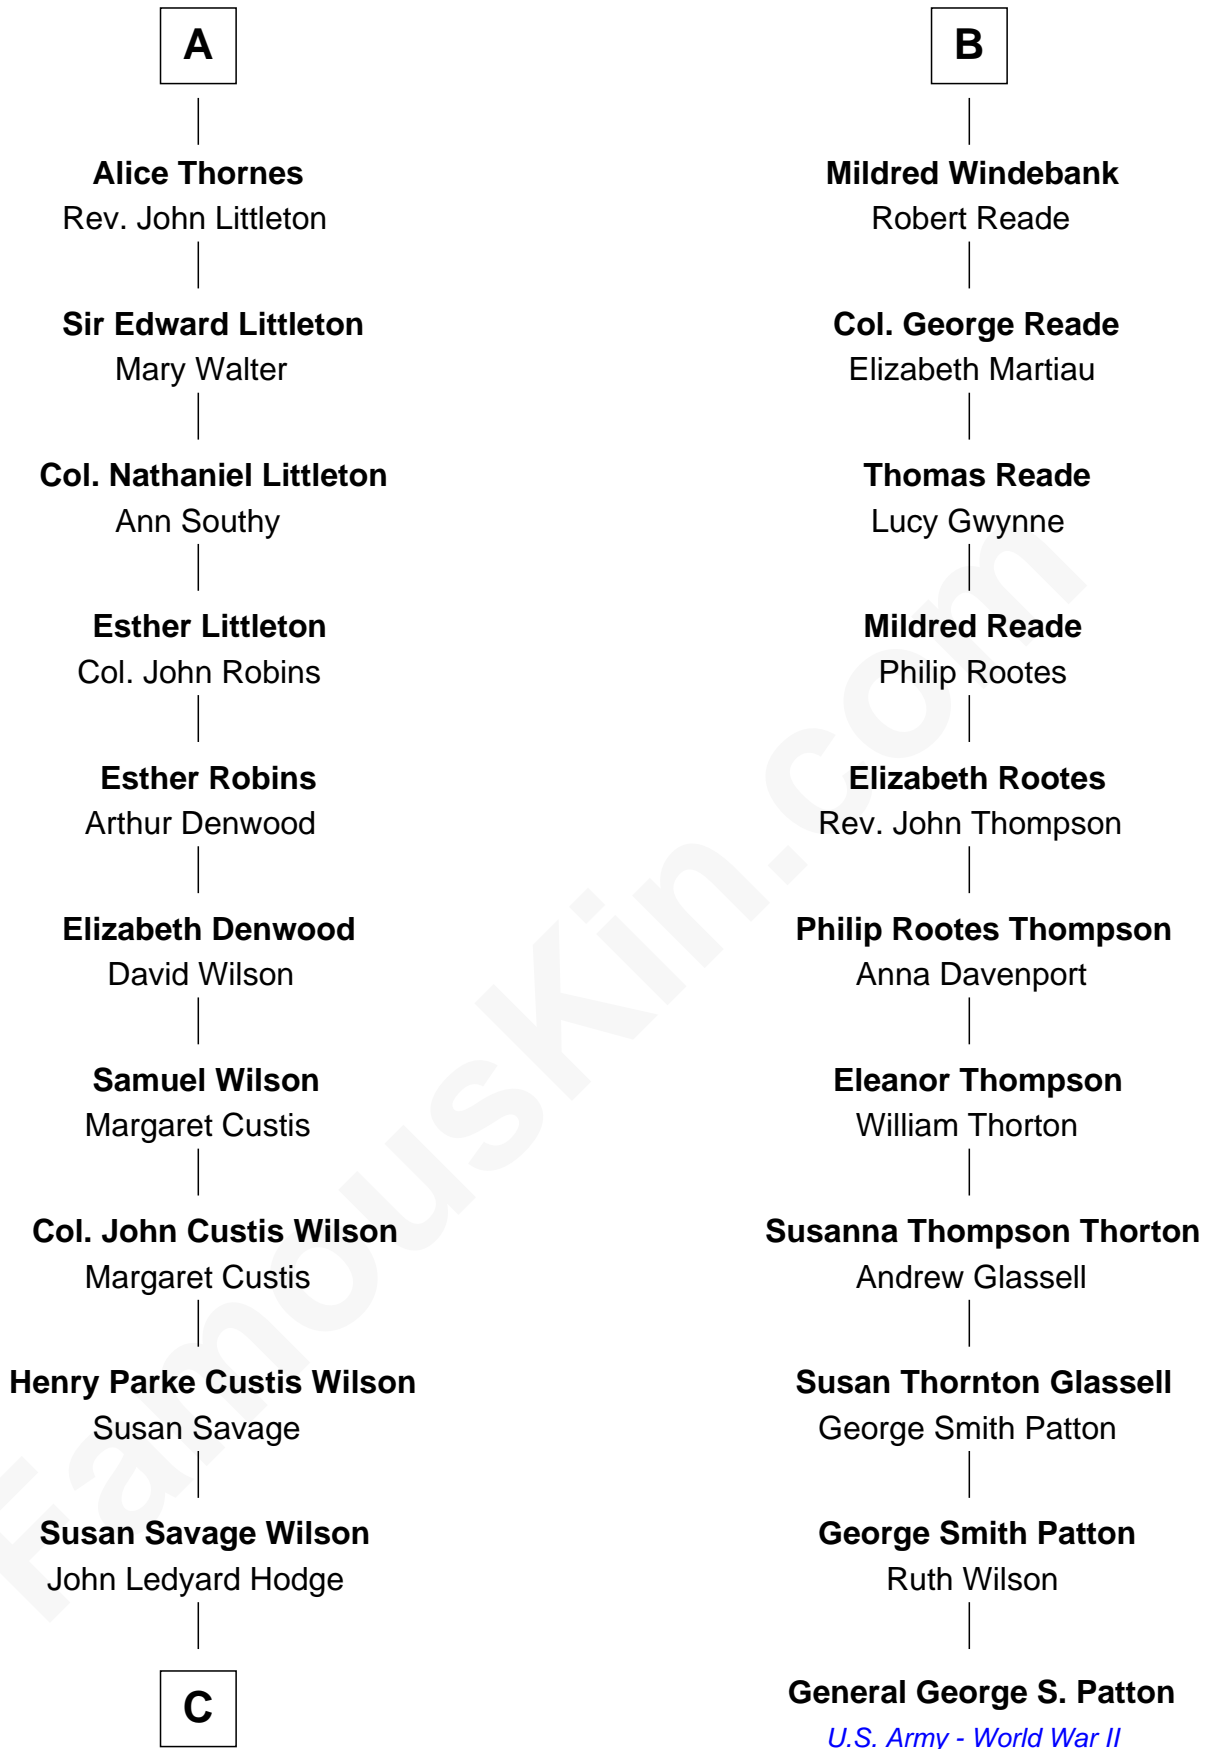 A
Alice Thornes
Rev. John Littleton
Sir Edward Littleton
Mary Walter
Col. Nathaniel Littleton
Ann Southy
Esther Littleton
Col. John Robins
Esther Robins
Arthur Denwood
Elizabeth Denwood
David Wilson
Samuel Wilson
Margaret Custis
Col. John Custis Wilson
Margaret Custis
Henry Parke Custis Wilson
Susan Savage
Susan Savage Wilson
John Ledyard Hodge
C
B
Mildred Windebank
Robert Reade
Col. George Reade
Elizabeth Martiau
Thomas Reade
Lucy Gwynne
Mildred Reade
Philip Rootes
Elizabeth Rootes
Rev. John Thompson
Philip Rootes Thompson
Anna Davenport
Eleanor Thompson
William Thorton
Susanna Thompson Thorton
Andrew Glassell
Susan Thornton Glassell
George Smith Patton
George Smith Patton
Ruth Wilson
General George S. Patton
U.S. Army - World War II
FamousKin.com